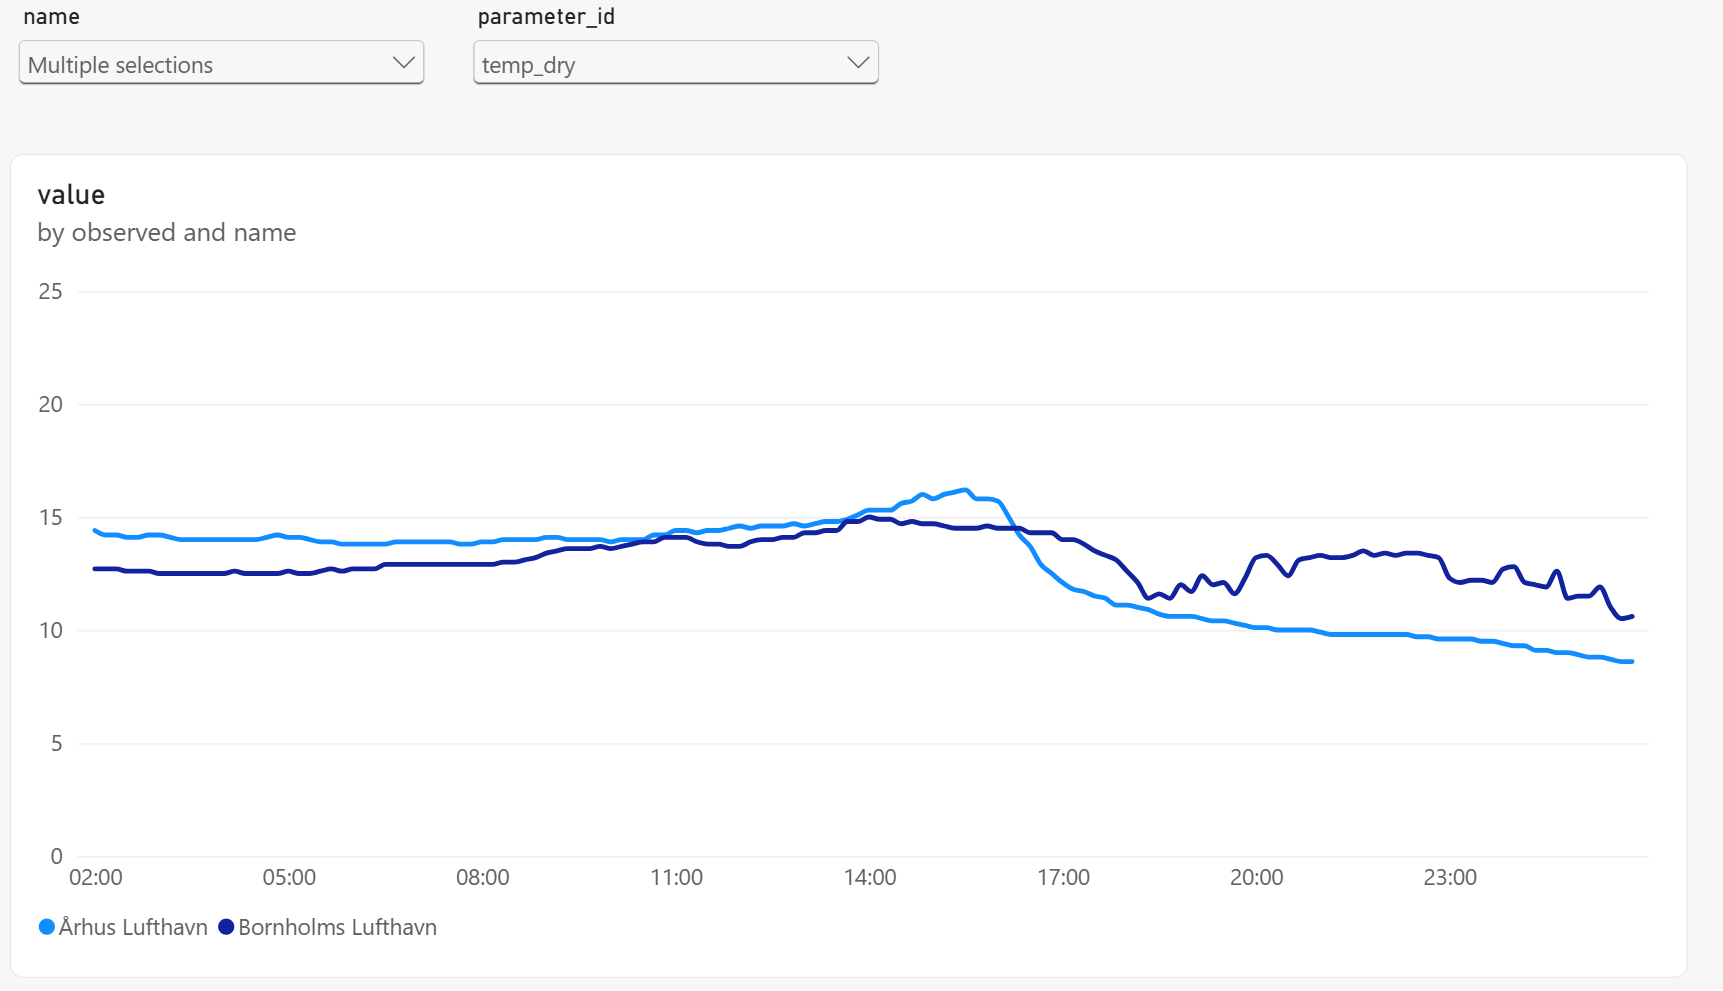 name
parameter_id
Multiple selections
temp_dry
value
by observed and name
25
20
15
10
5
0
02:00 05:00 08:00 11:00 14:00 17:00 20:00 23:00
Århus Lufthavn Bornholms Lufthavn